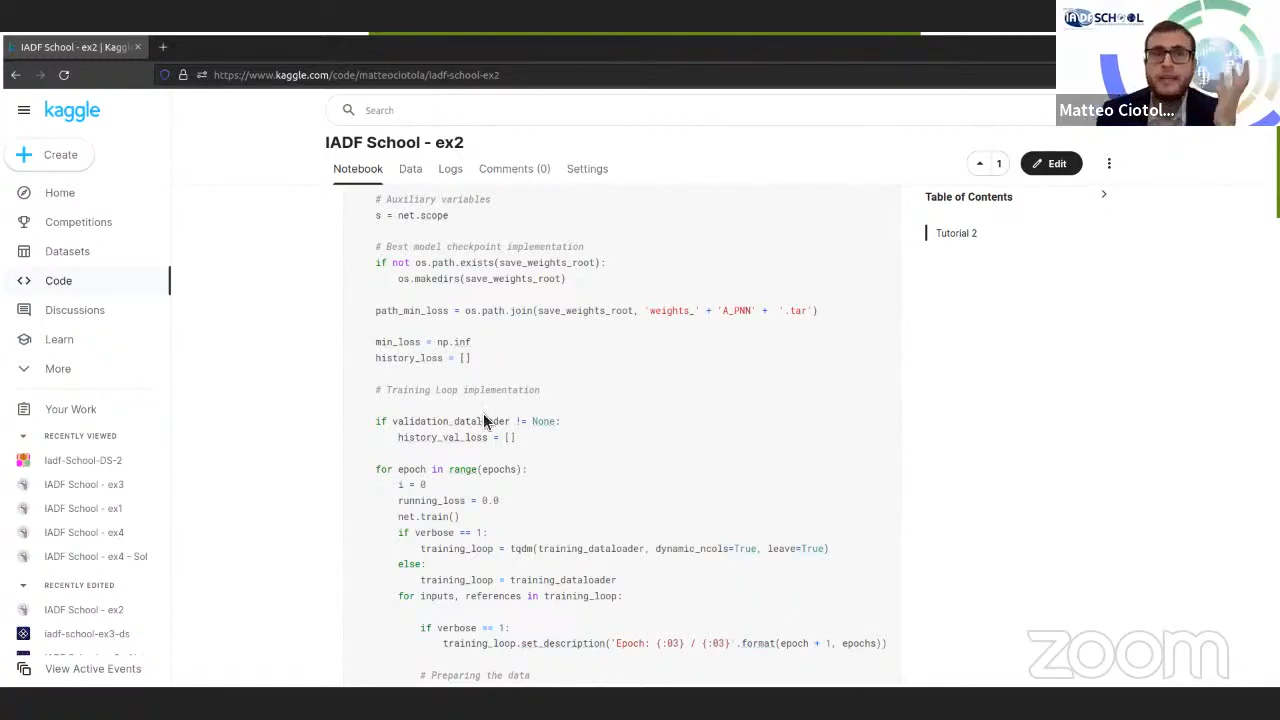 IADF SCHOOL
IADF School - ex2 | Kaggl
https://www.kaggle.com/code/matteociotola/iadf-school-ex2
Matteo Ciotol...
kaggle
Search
Create
IADF School - ex2
1
Edit
Notebook
Data
Logs
Comments (0)
Settings
Home
Competitions
Datasets
Code
Discussions
Learn
More
Your Work
RECENTLY VIEWED
Iadf-School-DS-2
IADF School - ex3
IADF School - ex1
IADF School - ex4
IADF School - ex4 - Sol
RECENTLY EDITED
IADF School - ex2
iadf-school-ex3-ds
View Active Events
# Auxiliary variables
s = net.scope
# Best model checkpoint implementation
if not os.path.exists(save_weights_root):
os.makedirs(save_weights_root)
path_min_loss = os.path.join(save_weights_root, 'weights_' + 'A_PNN' +  '.tar')
min_loss = np.inf
history_loss = []
# Training Loop implementation
if validation_dataloader != None:
history_val_loss = []
for epoch in range(epochs):
i = 0
running_loss = 0.0
net.train()
if verbose == 1:
training_loop = tqdm(training_dataloader, dynamic_ncols=True, leave=True)
else:
training_loop = training_dataloader
for inputs, references in training_loop:
if verbose == 1:
training_loop.set_description('Epoch: {:03} / {:03}'.format(epoch + 1, epochs))
# Preparing the data
Table of Contents
Tutorial 2
zoom